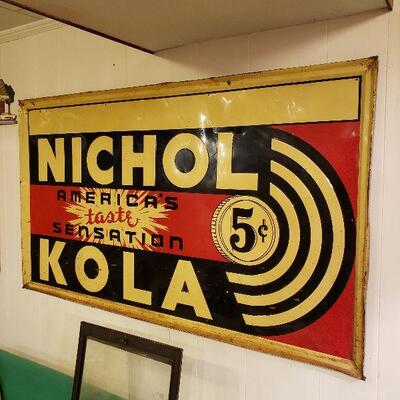 NICHOL
AMERICA'S
taste
SENSATION
5¢
KOLA